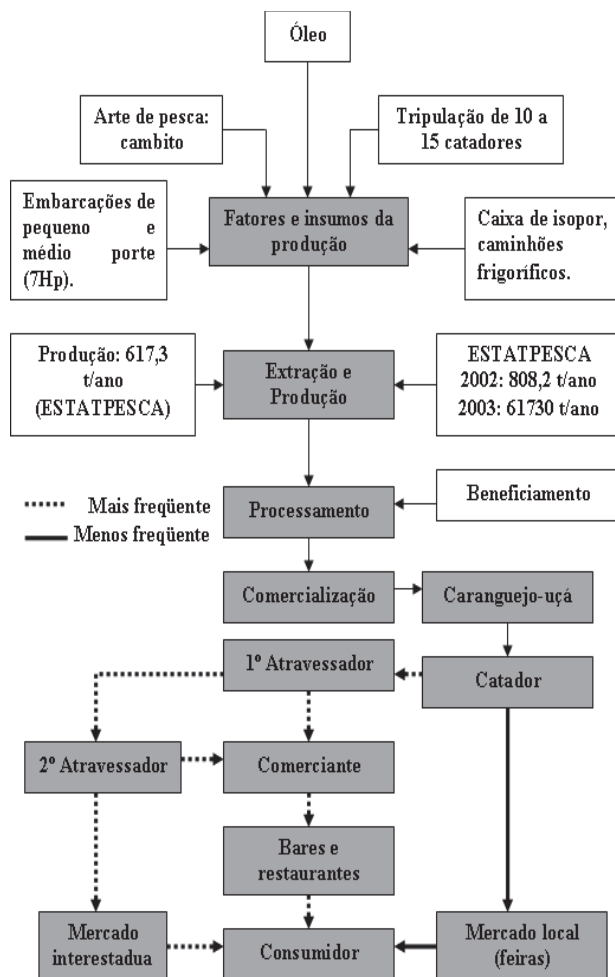 Óleo
Arte de pesca:
cambito
Tripulação de 10 a
15 catadores
Embarcações de
pequeno e
médio porte
(7Hp).
Fatores e insumos da
produção
Caixa de isopor,
caminhões
frigoríficos.
Produção: 617,3
t/ano
(ESTATPESCA)
Extração e
Produção
ESTATPESCA
2002: 808,2 t/ano
2003: 61730 t/ano
Mais freqüente
Menos freqüente
Processamento
Beneficiamento
Comercialização
Caranguejo-uçá
1º Atravessador
Catador
2º Atravessador
Comerciante
Bares e
restaurantes
Mercado
interestadua
Consumidor
Mercado local
(feiras)